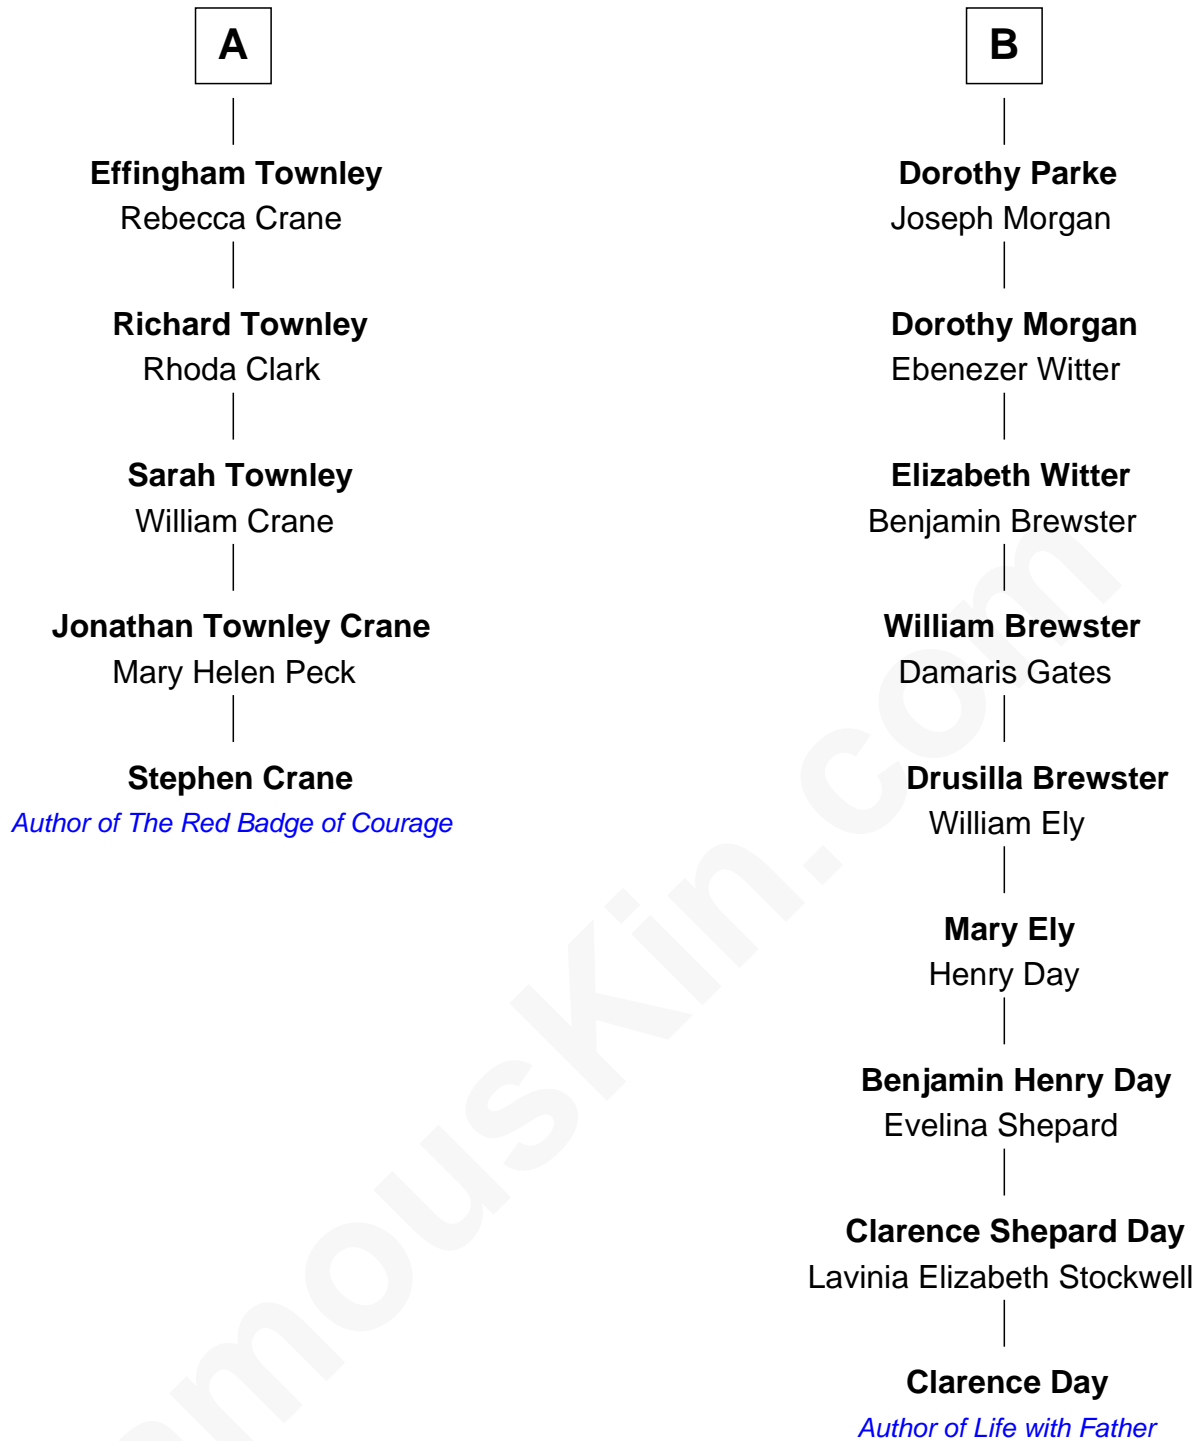 A
Effingham Townley
Rebecca Crane
Richard Townley
Rhoda Clark
Sarah Townley
William Crane
Jonathan Townley Crane
Mary Helen Peck
Stephen Crane
Author of The Red Badge of Courage
B
Dorothy Parke
Joseph Morgan
Dorothy Morgan
Ebenezer Witter
Elizabeth Witter
Benjamin Brewster
William Brewster
Damaris Gates
Drusilla Brewster
William Ely
Mary Ely
Henry Day
Benjamin Henry Day
Evelina Shepard
Clarence Shepard Day
Lavinia Elizabeth Stockwell
Clarence Day
Author of Life with Father
amouskin.com